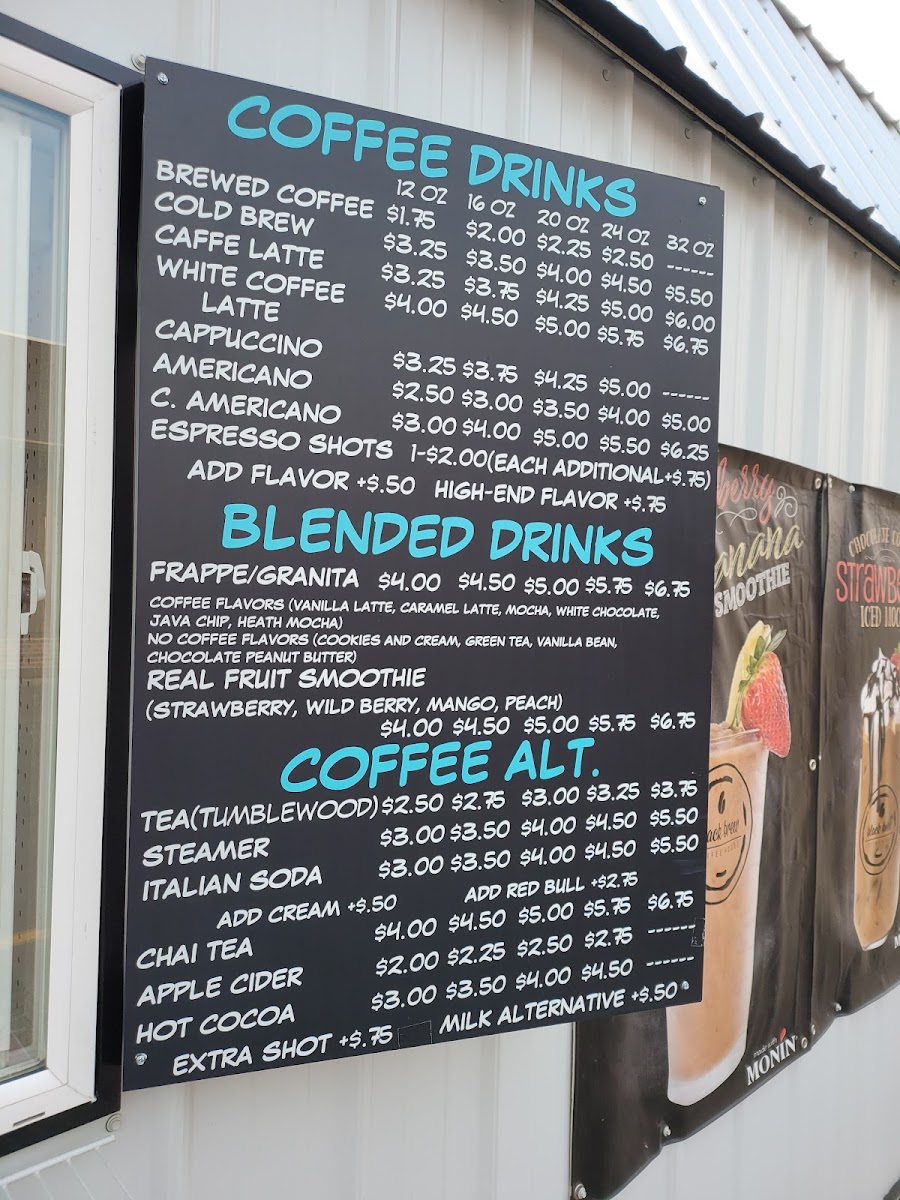 COFFEE DRINKS
12 OZ 16 OZ 20 OZ 24 OZ 32 OZ
BREWED COFFEE $1.75 $2.00 $2.25 $2.50 ------
COLD BREW $3.25 $3.50 $4.00 $4.50 $5.50
CAFFE LATTE $3.25 $3.75 $4.25 $5.00 $6.00
WHITE COFFEE $4.00 $4.50 $5.00 $5.75 $6.75
LATTE
CAPPUCCINO $3.25 $3.75 $4.25 $5.00 ------
AMERICANO $2.50 $3.00 $3.50 $4.00 $5.00
C. AMERICANO $3.00 $4.00 $5.00 $5.50 $6.25
ESPRESSO SHOTS 1-$2.00(EACH ADDITIONAL+$.75)
ADD FLAVOR +$.50 HIGH-END FLAVOR +$.75
BLENDED DRINKS
FRAPPE/GRANITA $4.00 $4.50 $5.00 $5.75 $6.75
COFFEE FLAVORS (VANILLA LATTE, CARAMEL LATTE, MOCHA, WHITE CHOCOLATE,
JAVA CHIP, HEATH MOCHA)
NO COFFEE FLAVORS (COOKIES AND CREAM, GREEN TEA, VANILLA BEAN,
CHOCOLATE PEANUT BUTTER)
REAL FRUIT SMOOTHIE
(STRAWBERRY, WILD BERRY, MANGO, PEACH)
$4.00 $4.50 $5.00 $5.75 $6.75
COFFEE ALT.
TEA(TUMBLEWOOD) $2.50 $2.75 $3.00 $3.25 $3.75
STEAMER $3.00 $3.50 $4.00 $4.50 $5.50
ITALIAN SODA $3.00 $3.50 $4.00 $4.50 $5.50
ADD CREAM +$.50 ADD RED BULL +$2.75
CHAI TEA $4.00 $4.50 $5.00 $5.75 $6.75
APPLE CIDER $2.00 $2.25 $2.50 $2.75 ------
HOT COCOA $3.00 $3.50 $4.00 $4.50 ------
EXTRA SHOT +$.75 MILK ALTERNATIVE +$.50
berry
anana
SMOOTHIE
brew
made with
MONIN
CHOCOLATE
STRAWBE
ICED